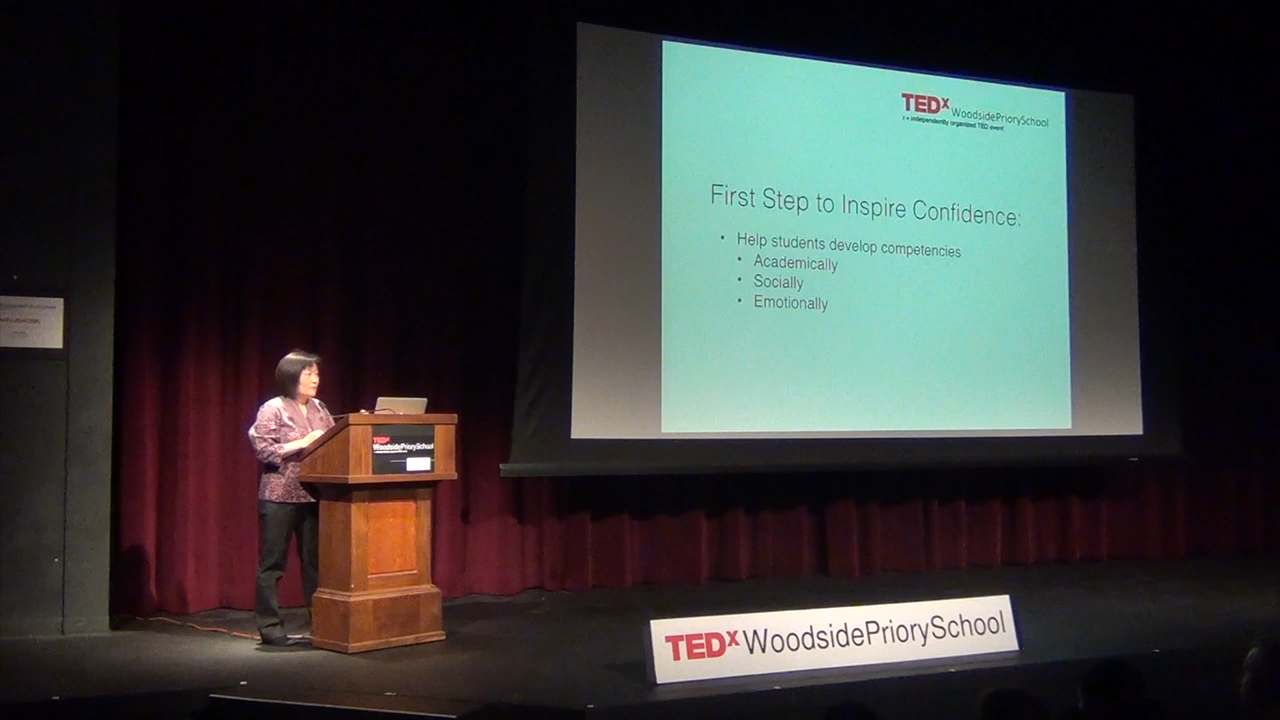 TEDx WoodsidePriorySchool
x = independently organized TED event
First Step to Inspire Confidence:
• Help students develop competencies
• Academically
• Socially
• Emotionally
TEDx
WoodsidePriorySchool
TEDx WoodsidePriorySchool